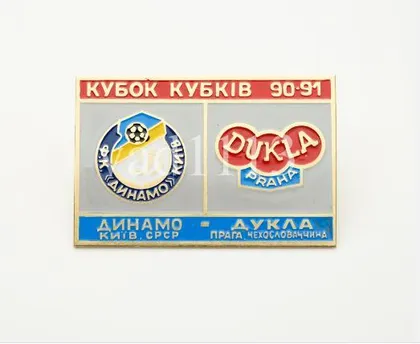 КУБОК КУБКІВ 90-91
ФК «ДИНАМО» КИЇВ
DUKLA
PRAHA
ДИНАМО - ДУКЛА
КИЇВ, СРСР ПРАГА, ЧЕХОСЛОВАЧЧИНА